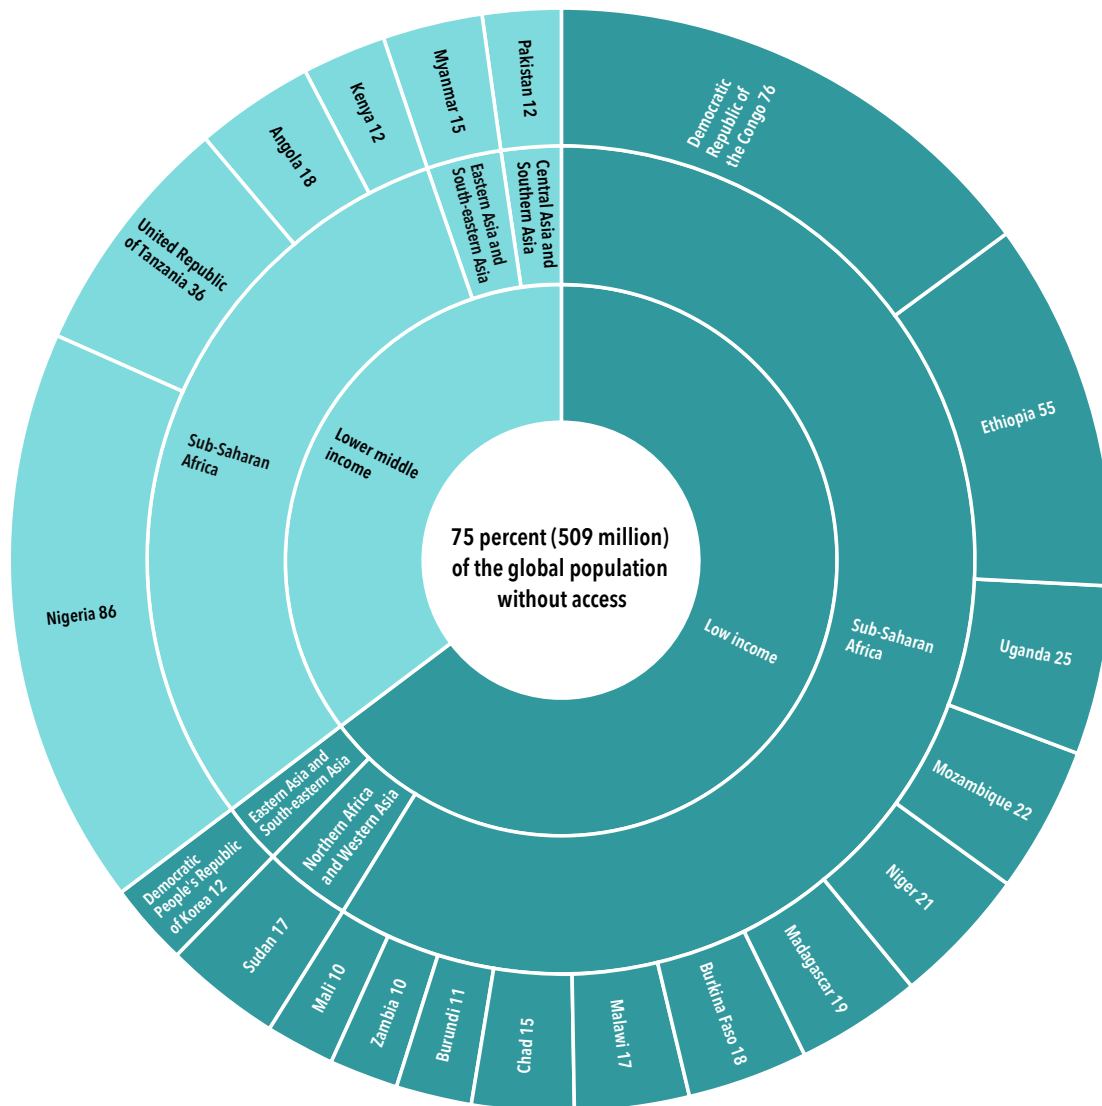 75 percent (509 million)
of the global population
without access
Low income
Sub-Saharan
Africa
Democratic
Republic of
the Congo 76
Ethiopia 55
Uganda 25
Mozambique 22
Niger 21
Madagascar 19
Burkina Faso 18
Malawi 17
Chad 15
Burundi 11
Zambia 10
Mali 10
Northern Africa
and Western Asia
Sudan 17
Eastern Asia and
South-eastern Asia
Democratic
People's Republic
of Korea 12
Lower middle
income
Sub-Saharan
Africa
Nigeria 86
United Republic
of Tanzania 36
Angola 18
Kenya 12
Eastern Asia and
South-eastern Asia
Myanmar 15
Central Asia and
Southern Asia
Pakistan 12